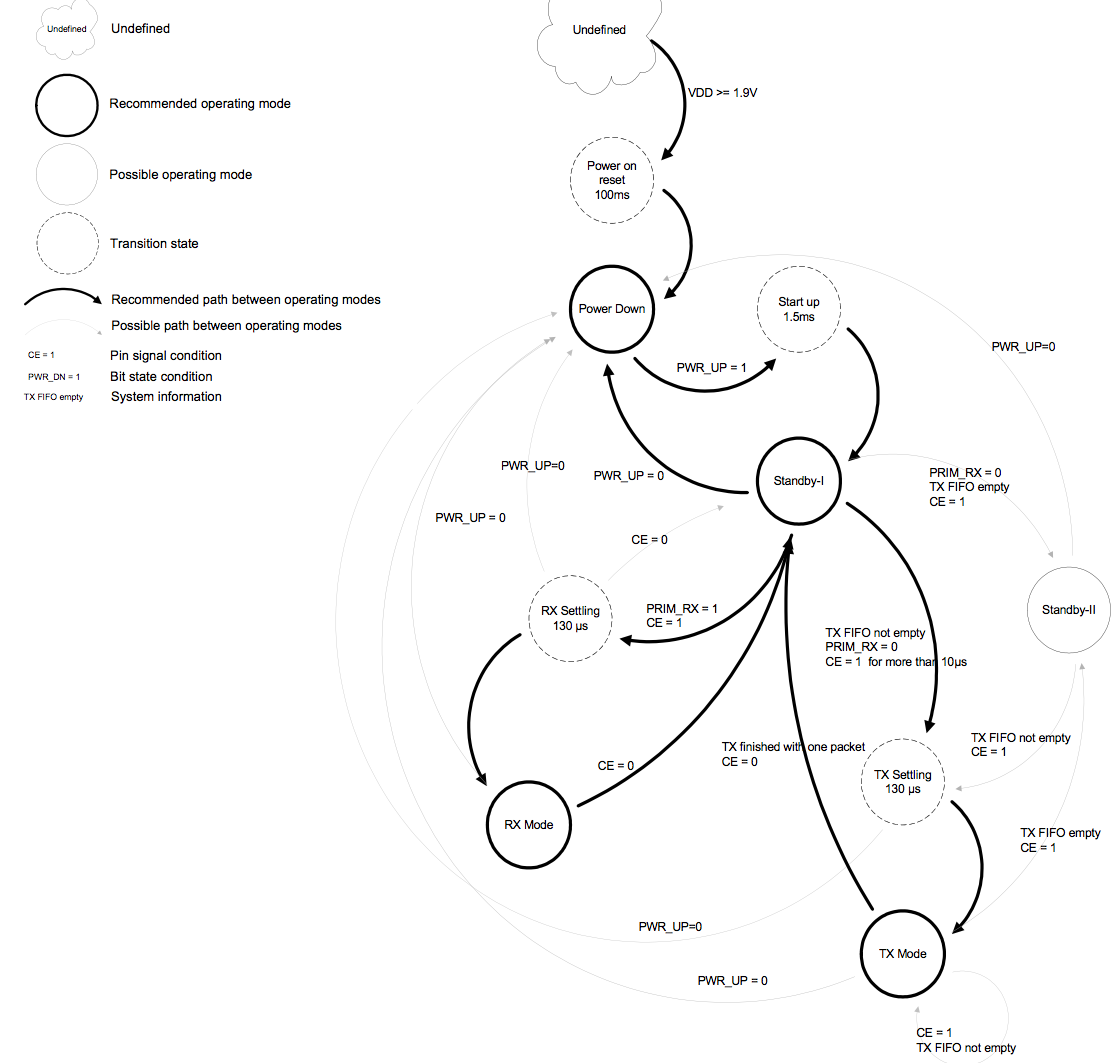 Undefined
Undefined
Recommended operating mode
Possible operating mode
Transition state
Recommended path between operating modes
Possible path between operating modes
CE = 1
Pin signal condition
PWR_DN = 1
Bit state condition
TX FIFO empty
System information
Undefined
VDD >= 1.9V
Power on
reset
100ms
Power Down
Start up
1.5ms
PWR_UP=0
PWR_UP = 1
PWR_UP=0
PWR_UP = 0
Standby-I
PRIM_RX = 0
TX FIFO empty
CE = 1
PWR_UP = 0
CE = 0
RX Settling
130 µs
PRIM_RX = 1
CE = 1
Standby-II
TX FIFO not empty
PRIM_RX = 0
CE = 1 for more than 10µs
TX FIFO not empty
CE = 1
TX finished with one packet
CE = 0
CE = 0
TX Settling
130 µs
RX Mode
TX FIFO empty
CE = 1
PWR_UP=0
TX Mode
PWR_UP = 0
CE = 1
TX FIFO not empty